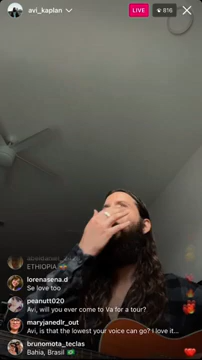 avi_kaplan
LIVE
816
ETHIOPIA
lorenasena.d
Se love too
peanutt020
Avi, will you ever come to Va for a tour?
maryjanedlr_out
Avi, is that the lowest your voice can go? I love it...
brunomota_teclas
Bahia, Brasil